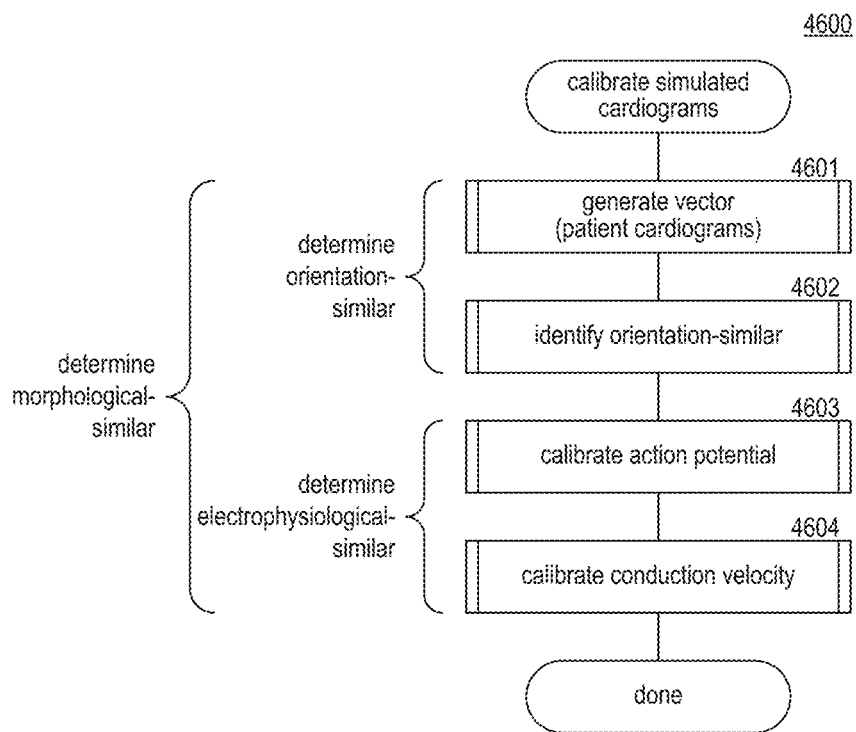 4600
calibrate simulated
cardiograms
4601
generate vector
(patient cardiograms)
determine
orientation-
similar
4602
identify orientation-similar
determine
morphological-
similar
4603
calibrate action potential
determine
electrophysiological-
similar
4604
calibrate conduction velocity
done